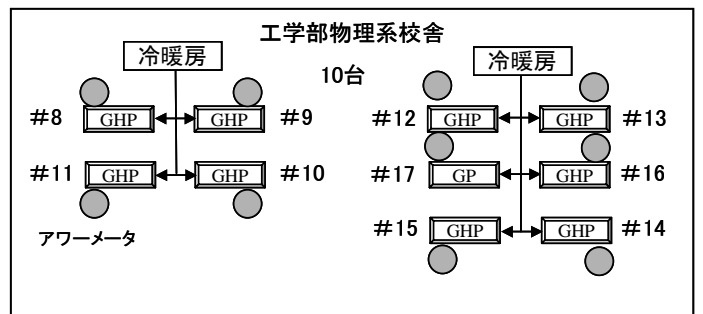 工学部物理系校舎
冷暖房
10台
冷暖房
#8 GHP GHP #9
#11 GHP GHP #10
アワーメータ
#12 GHP GHP #13
#17 GP GHP #16
#15 GHP GHP #14